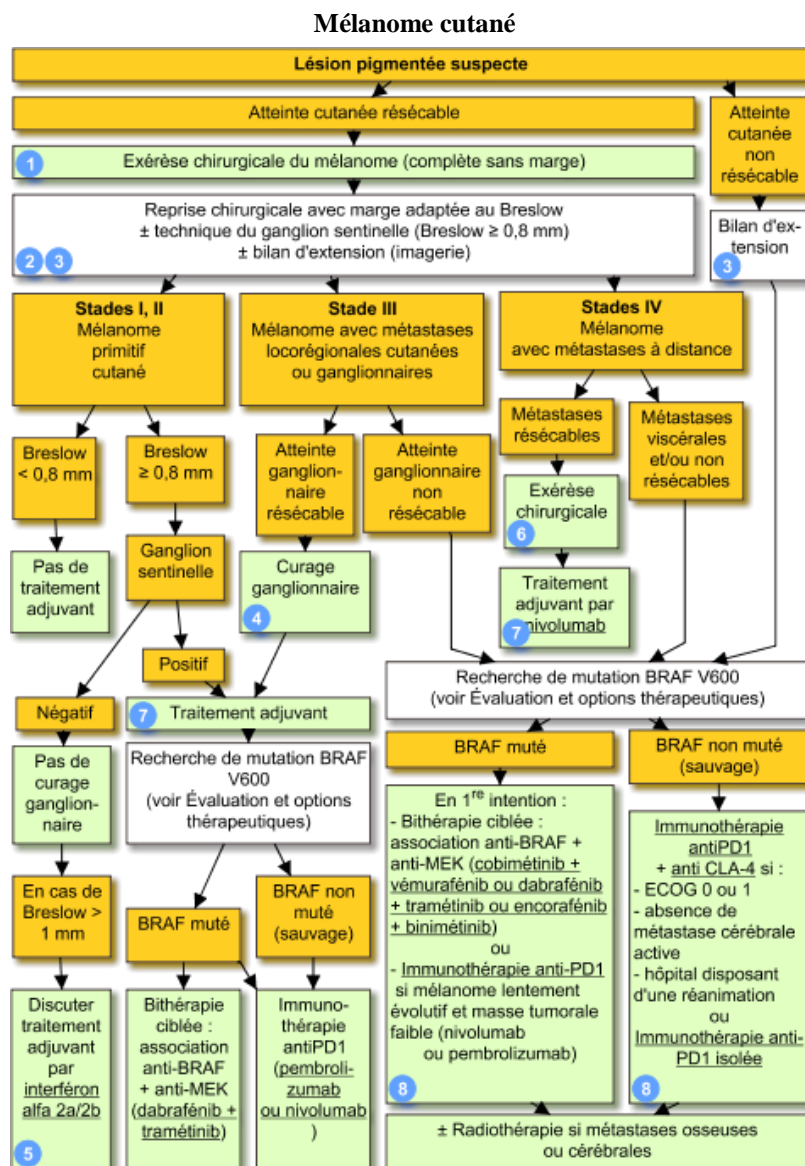 Mélanome cutané
Lésion pigmentée suspecte
Atteinte cutanée résécable
Atteinte
cutanée
non
résécable
1
Exérèse chirurgicale du mélanome (complète sans marge)
Reprise chirurgicale avec marge adaptée au Breslow
± technique du ganglion sentinelle (Breslow ≥ 0,8 mm)
± bilan d'extension (imagerie)
2 3
Bilan d'ex-
tension
3
Stades I, II
Mélanome
primitif
cutané
Stade III
Mélanome avec métastases
locorégionales cutanées
ou ganglionnaires
Stades IV
Mélanome
avec métastases à distance
Breslow
< 0,8 mm
Breslow
≥ 0,8 mm
Atteinte
ganglion-
naire
résécable
Atteinte
ganglionnaire
non
résécable
Métastases
résécables
Métastases
viscérales
et/ou non
résécables
Pas de
traitement
adjuvant
Ganglion
sentinelle
Curage
ganglionnaire
4
Exérèse
chirurgicale
6
Traitement
adjuvant par
nivolumab
7
Positif
Négatif
7
Traitement adjuvant
Recherche de mutation BRAF V600
(voir Évaluation et options thérapeutiques)
Pas de
curage
ganglion-
naire
Recherche de mutation BRAF
V600
(voir Évaluation et options
thérapeutiques)
BRAF muté
BRAF non muté
(sauvage)
En cas de
Breslow >
1 mm
BRAF muté
BRAF non
muté
(sauvage)
En 1re intention :
- Bithérapie ciblée :
association anti-BRAF +
anti-MEK (cobimétinib +
vémurafénib ou dabrafénib
+ tramétinib ou encorafénib
+ binimétinib)
ou
- Immunothérapie anti-PD1
si mélanome lentement
évolutif et masse tumorale
faible (nivolumab
ou pembrolizumab)
8
Immunothérapie
antiPD1
+ anti CLA-4 si :
- ECOG 0 ou 1
- absence de
métastase cérébrale
active
- hôpital disposant
d'une réanimation
ou
Immunothérapie anti-
PD1 isolée
8
Discuter
traitement
adjuvant
par
interféron
alfa 2a/2b
5
Bithérapie
ciblée :
association
anti-BRAF
+ anti-MEK
(dabrafénib +
tramétinib)
Immuno-
thérapie
antiPD1
(pembroli-
zumab
ou nivolumab
)
± Radiothérapie si métastases osseuses
ou cérébrales